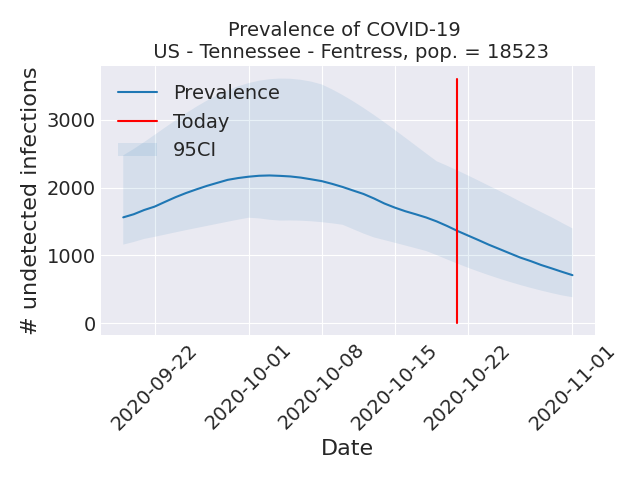 Prevalence of COVID-19
US - Tennessee - Fentress, pop. = 18523
Prevalence
Today
95CI
# undetected infections
3000
2000
1000
0
2020-09-22
2020-10-01
2020-10-08
2020-10-15
2020-10-22
2020-11-01
Date